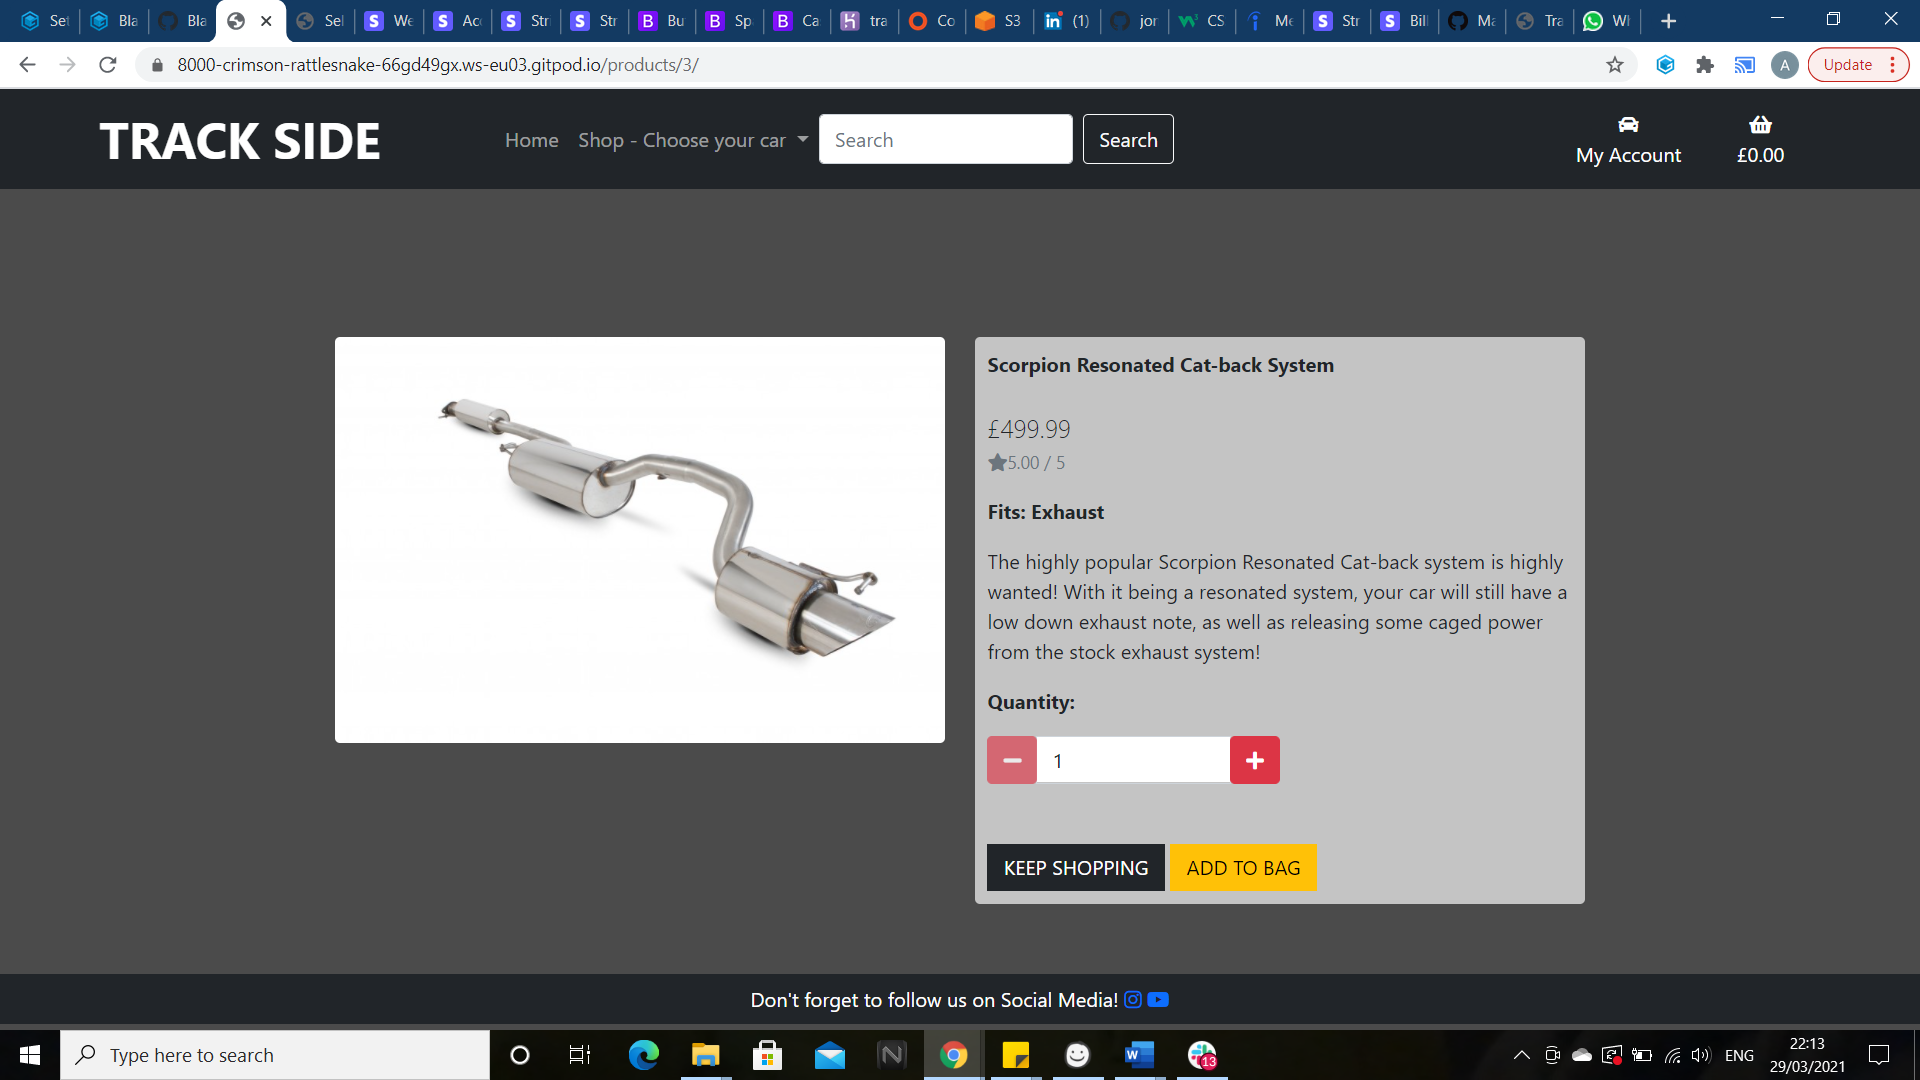 Set
Bla
Bla
Sel
We
Acc
Stri
Str
Bu
Sp
Ca
tra
Co
S3
(1)
jor
CS
Me
Str
Bill
Ma
Tra
Wh
8000-crimson-rattlesnake-66gd49gx.ws-eu03.gitpod.io/products/3/
A
Update
TRACK SIDE
Home
Shop - Choose your car
Search
Search
My Account
£0.00
Scorpion Resonated Cat-back System
£499.99
5.00 / 5
Fits: Exhaust
The highly popular Scorpion Resonated Cat-back system is highly
wanted! With it being a resonated system, your car will still have a
low down exhaust note, as well as releasing some caged power
from the stock exhaust system!
Quantity:
1
KEEP SHOPPING
ADD TO BAG
Don't forget to follow us on Social Media!
Type here to search
13
ENG
22:13
29/03/2021